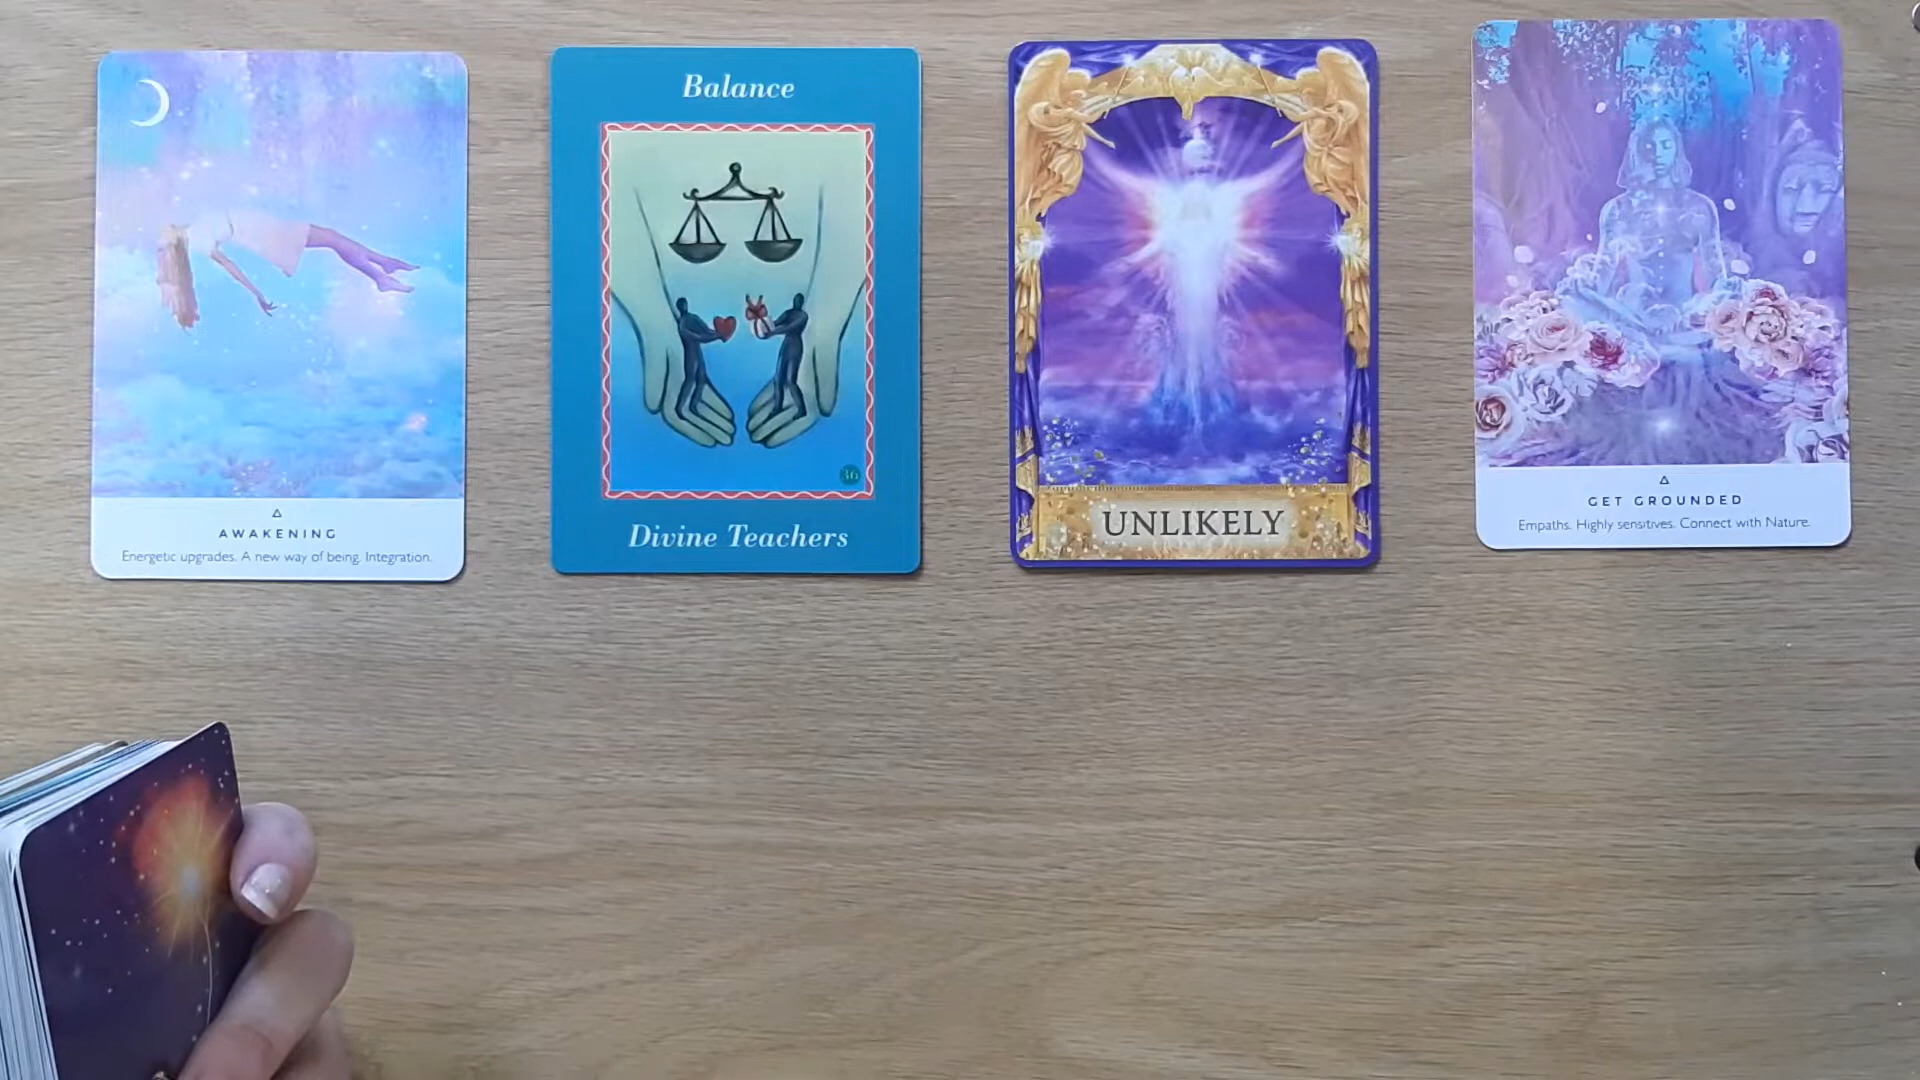 AWAKENING
Energetic upgrades. A new way of being. Integration.
Balance
36
Divine Teachers
UNLIKELY
GET GROUNDED
Empaths. Highly sensitives. Connect with Nature.